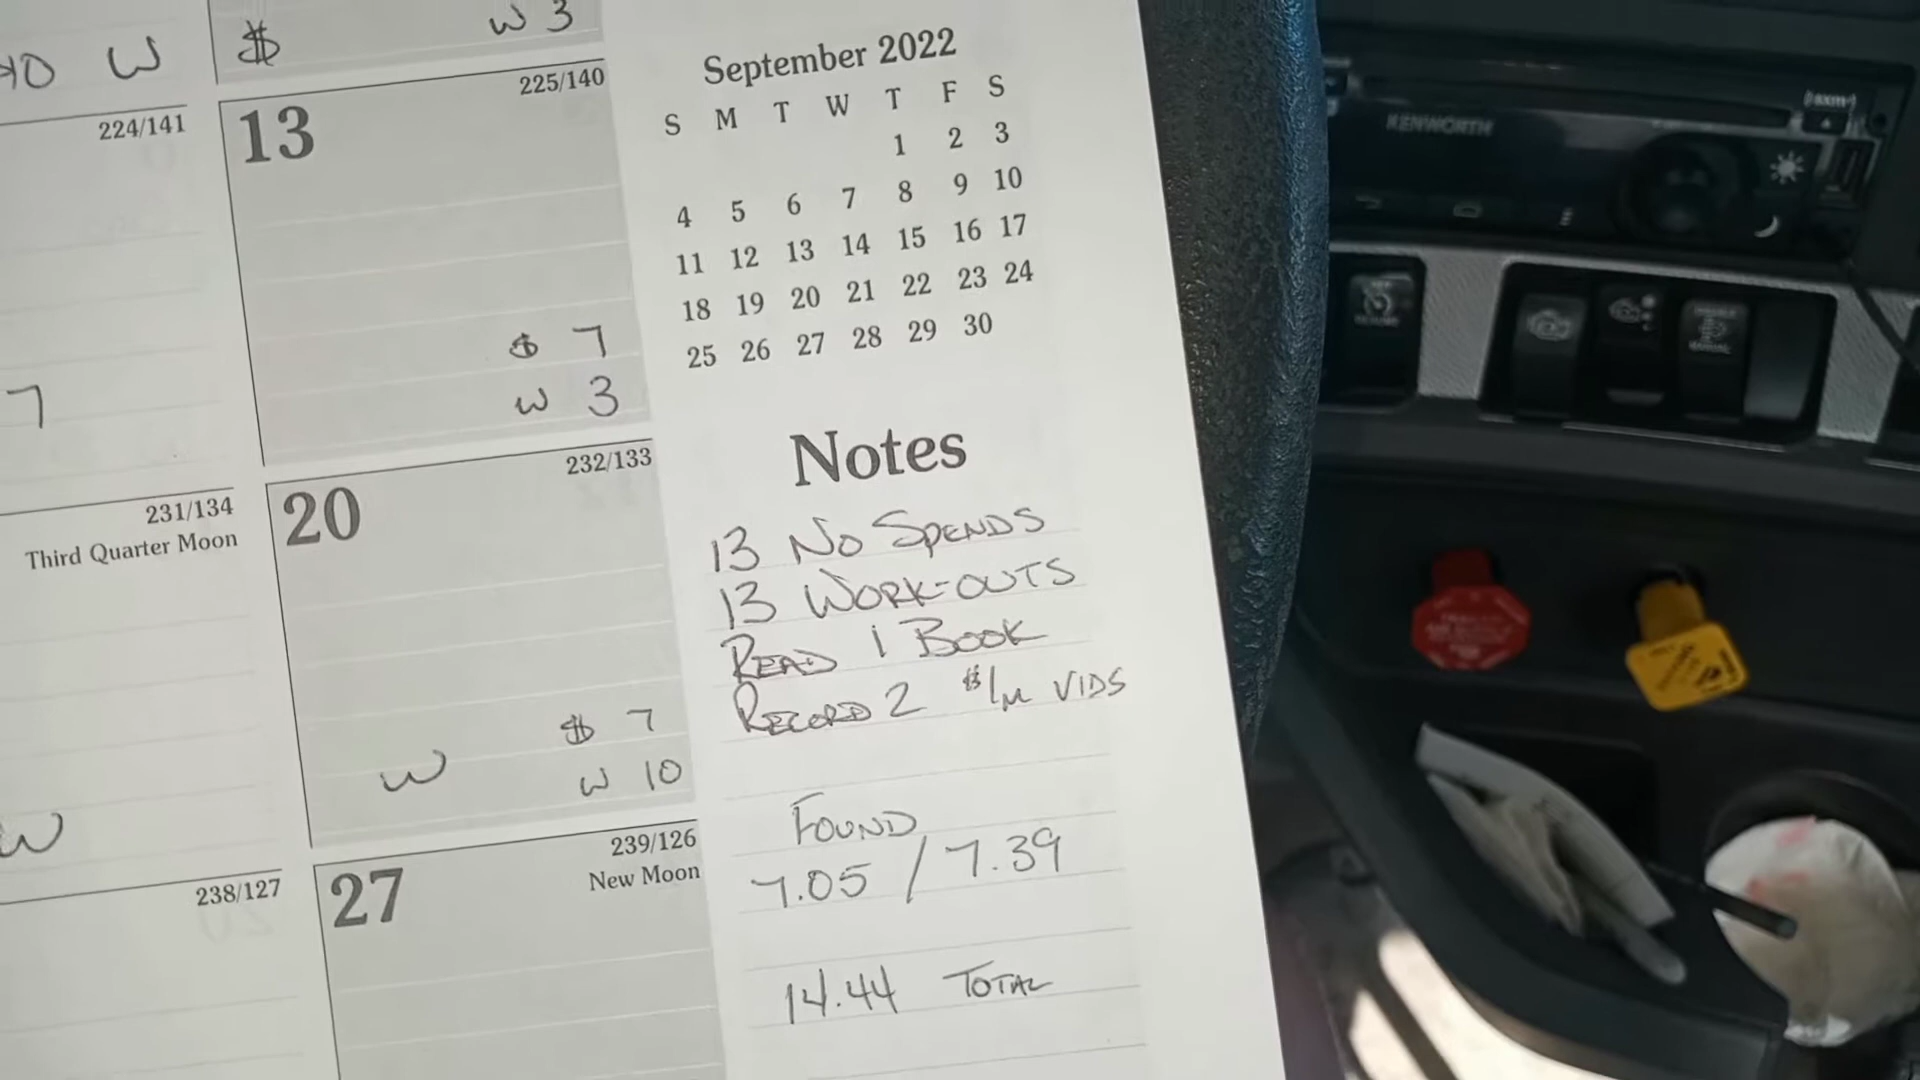 10 W
$
W 3
224/141
225/140
13
7
$ 7
W 3
231/134
Third Quarter Moon
232/133
20
W
W
$ 7
W 10
238/127
239/126
New Moon
27
September 2022
S M T W T F S
1 2 3
4 5 6 7 8 9 10
11 12 13 14 15 16 17
18 19 20 21 22 23 24
25 26 27 28 29 30
Notes
13 No Spends
13 Work-outs
Read 1 Book
Record 2 $/M Vids
Found
7.05 / 7.39
14.44 Total
KENWORTH
MANUAL